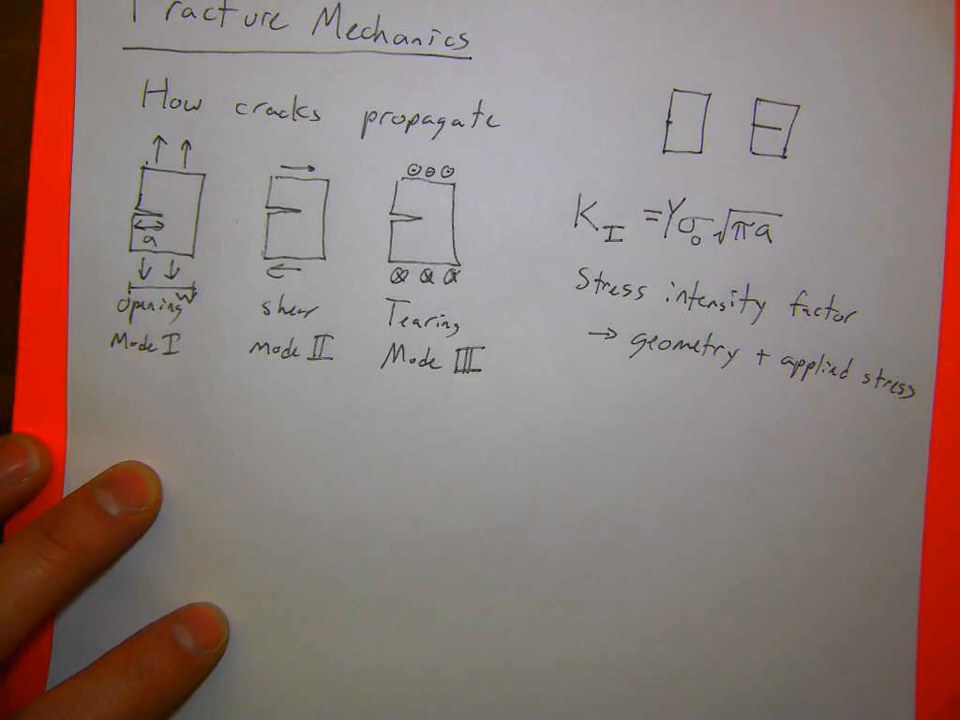 Fracture Mechanics
How cracks propagate
a
w
opening
Mode I
shear
mode II
Tearing
Mode III
K_I = Yσ₀√πa
Stress intensity factor
→ geometry + applied stress